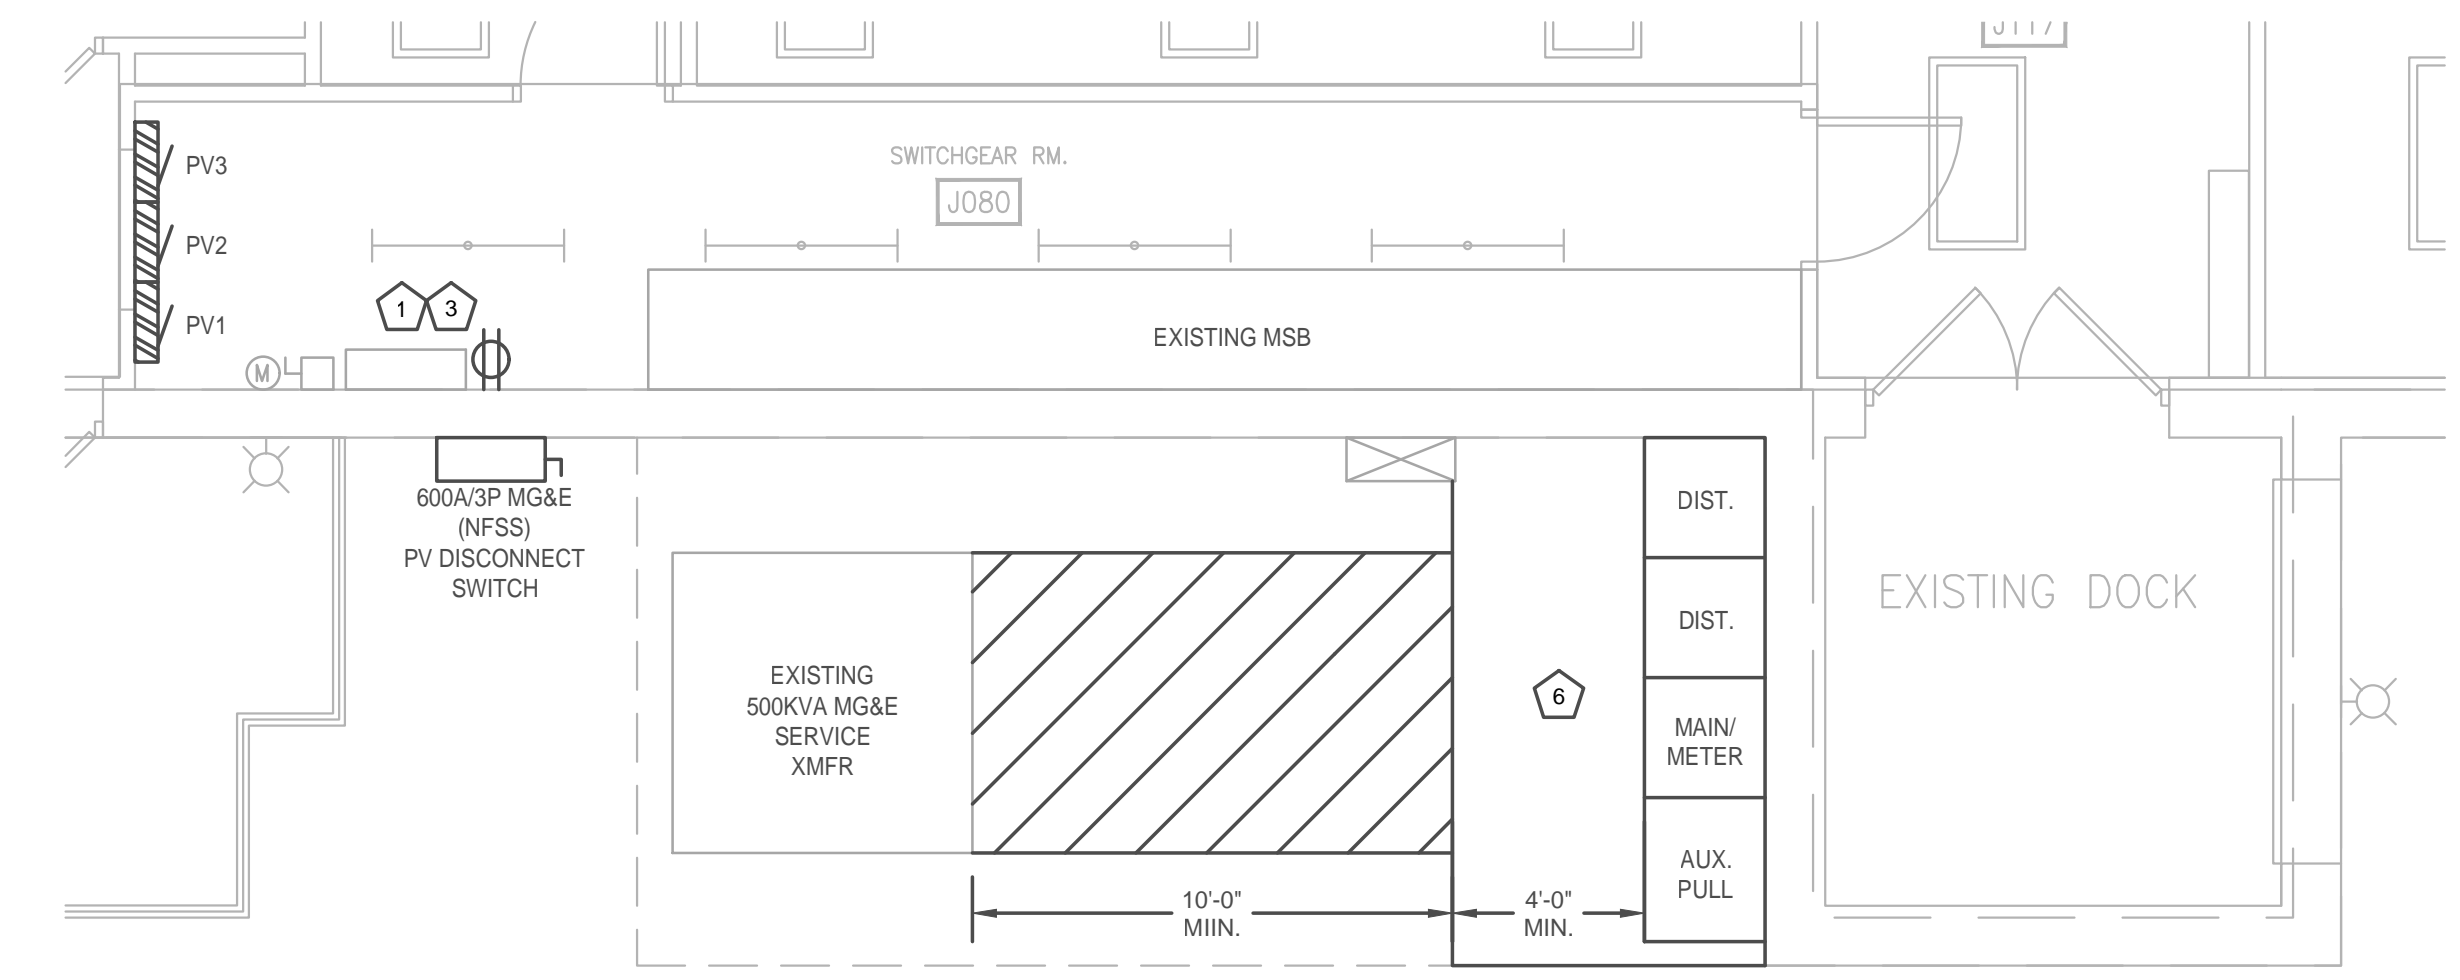 J117
SWITCHGEAR RM.
J080
PV3
PV2
PV1
1
3
M
EXISTING MSB
600A/3P MG&E
(NFSS)
PV DISCONNECT
SWITCH
EXISTING
500KVA MG&E
SERVICE
XMFR
6
DIST.
DIST.
MAIN/
METER
AUX.
PULL
EXISTING DOCK
10'-0"
MIIN.
4'-0"
MIN.